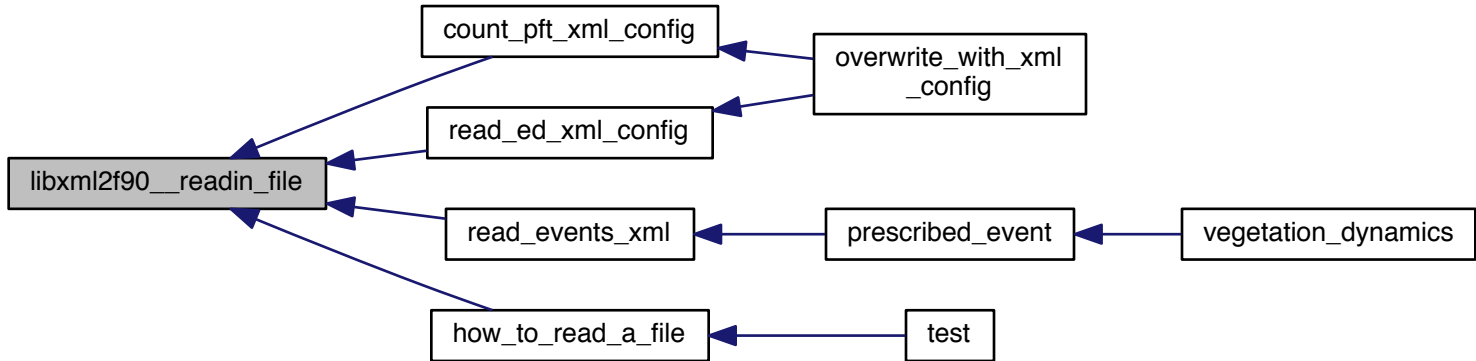 count_pft_xml_config
overwrite_with_xml
_config
read_ed_xml_config
libxml2f90__readin_file
read_events_xml
prescribed_event
vegetation_dynamics
how_to_read_a_file
test